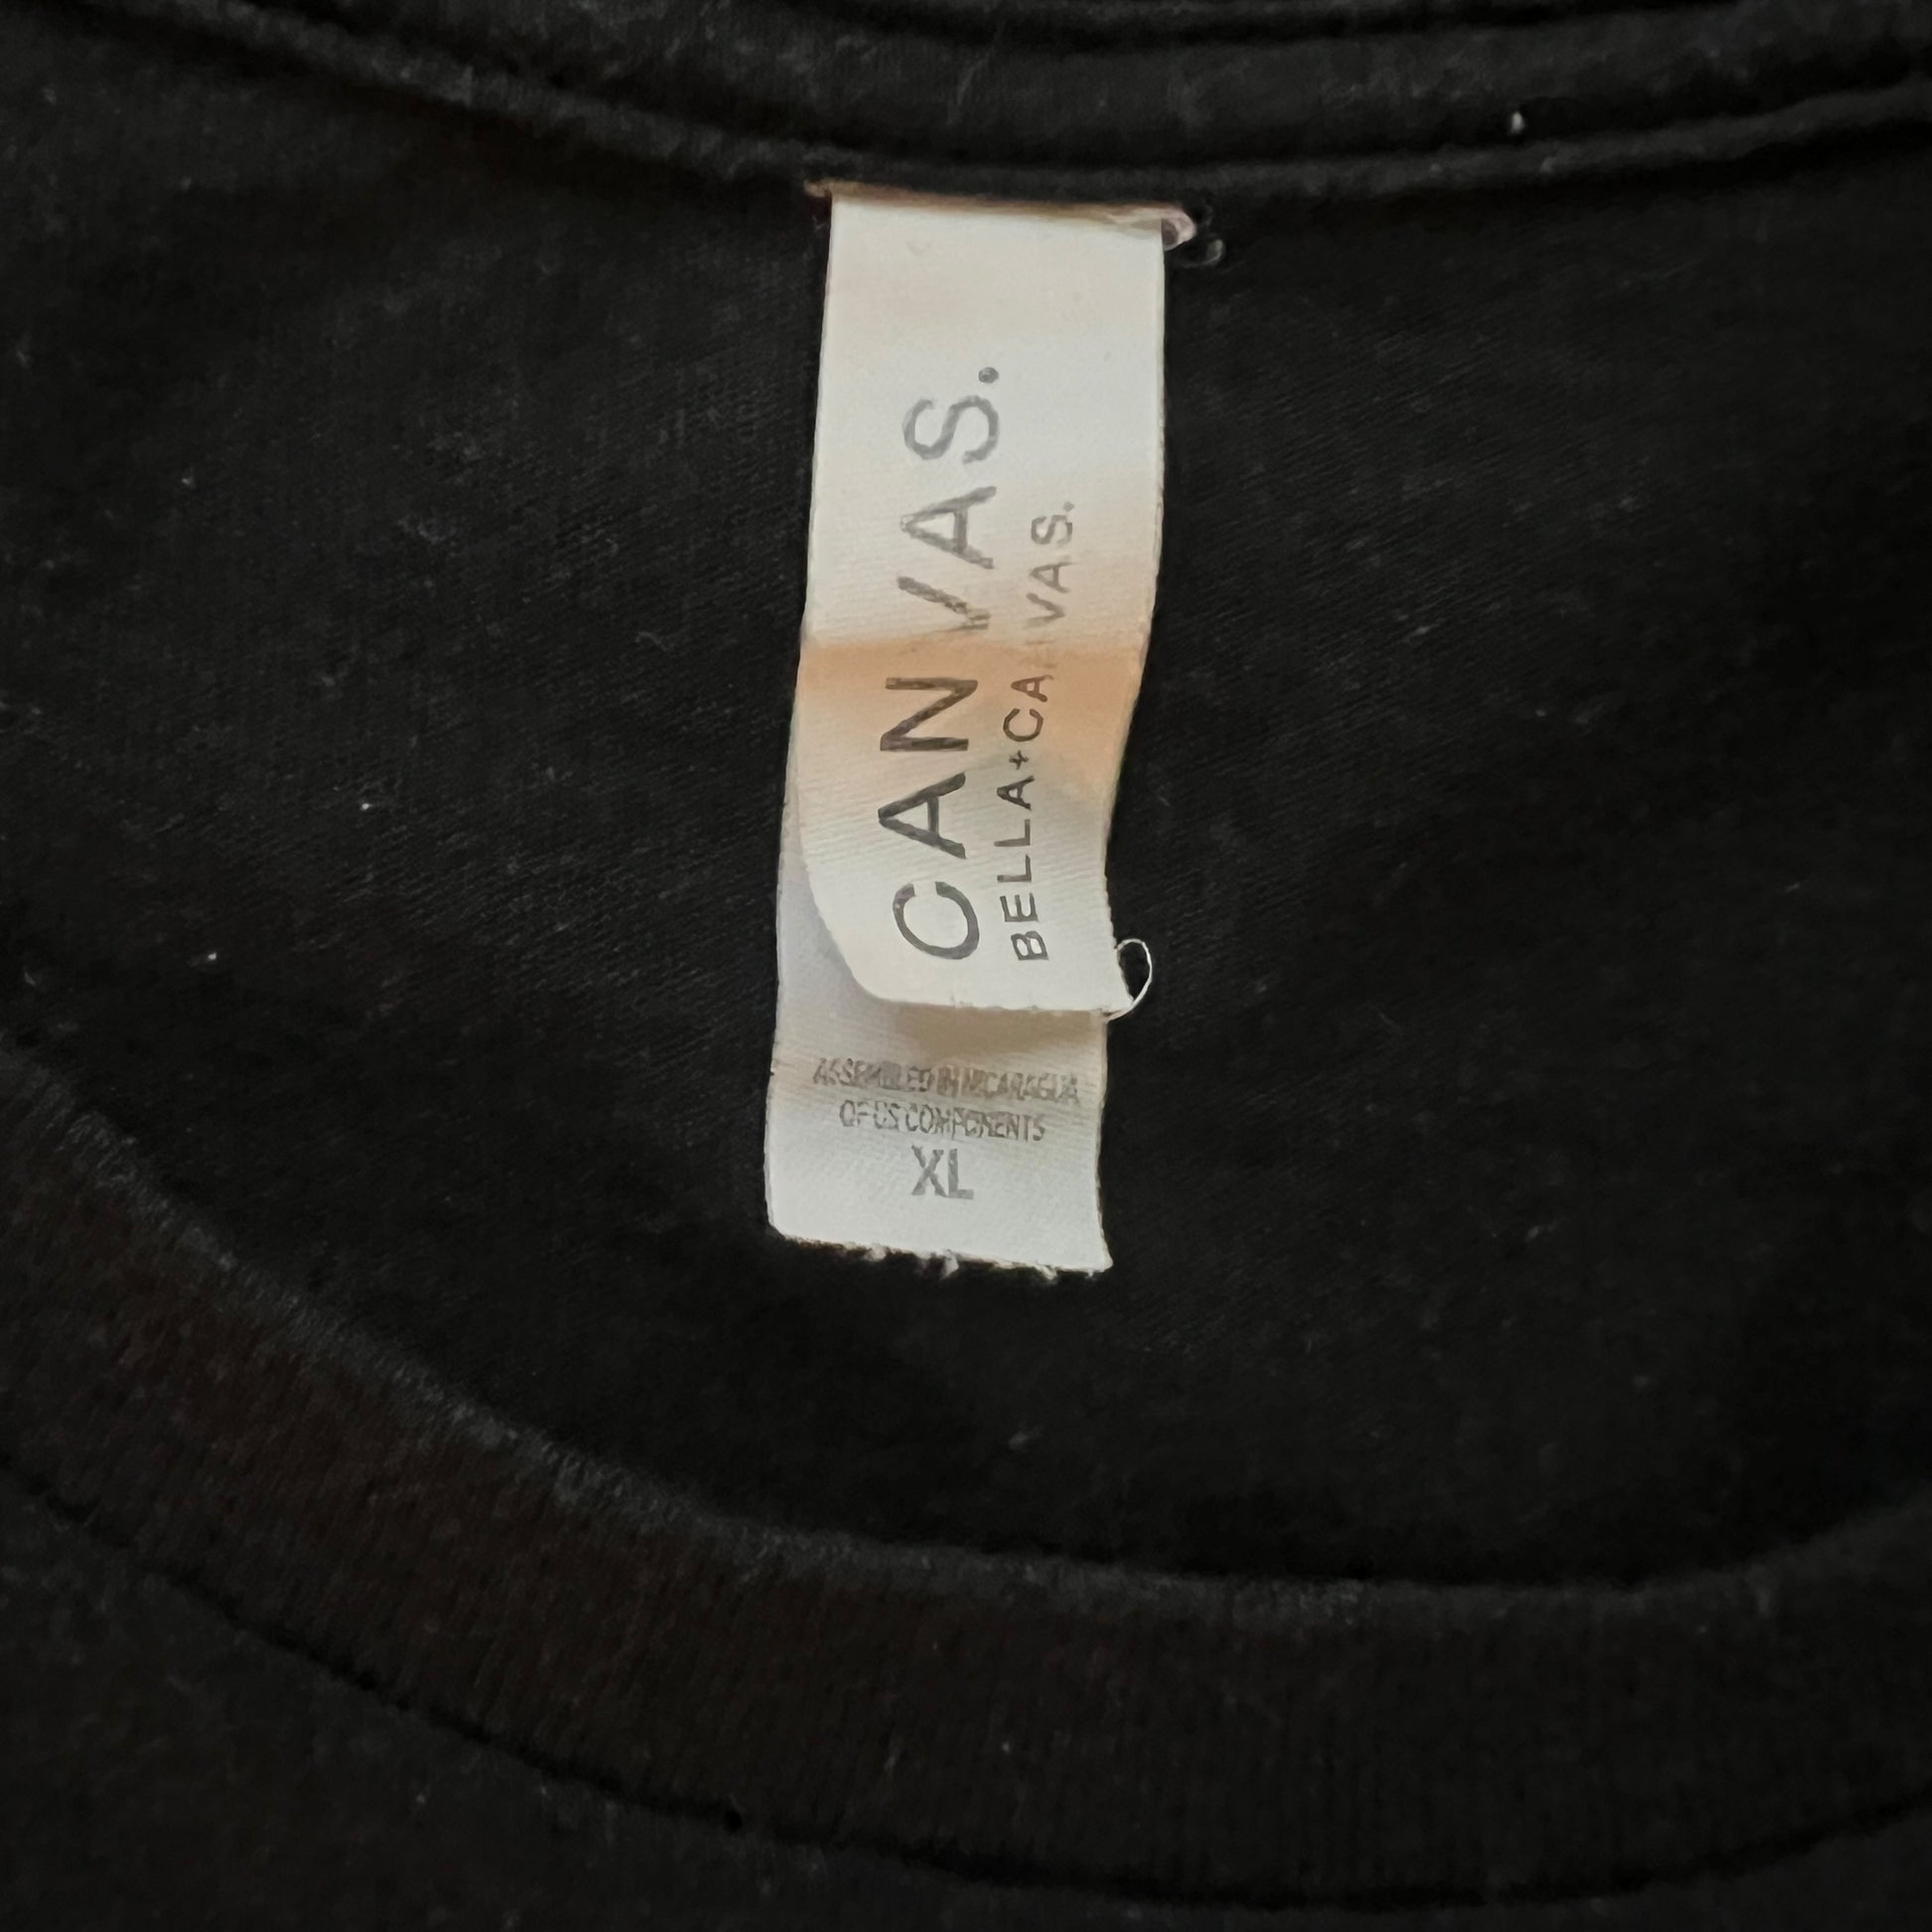 CANVAS.
BELLA+CANVAS.
ASSEMBLED IN NICARAGUA
OF US COMPONENTS
XL